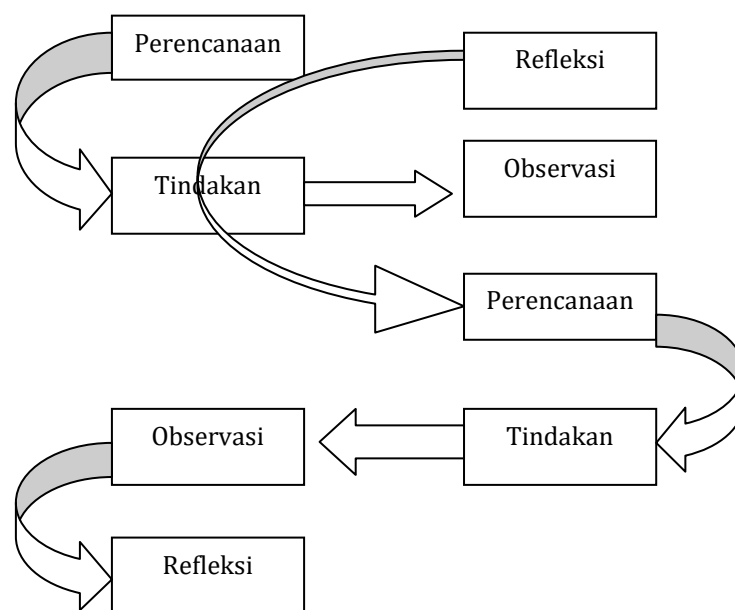 Perencanaan
Refleksi
Tindakan
Observasi
Perencanaan
Observasi
Tindakan
Refleksi